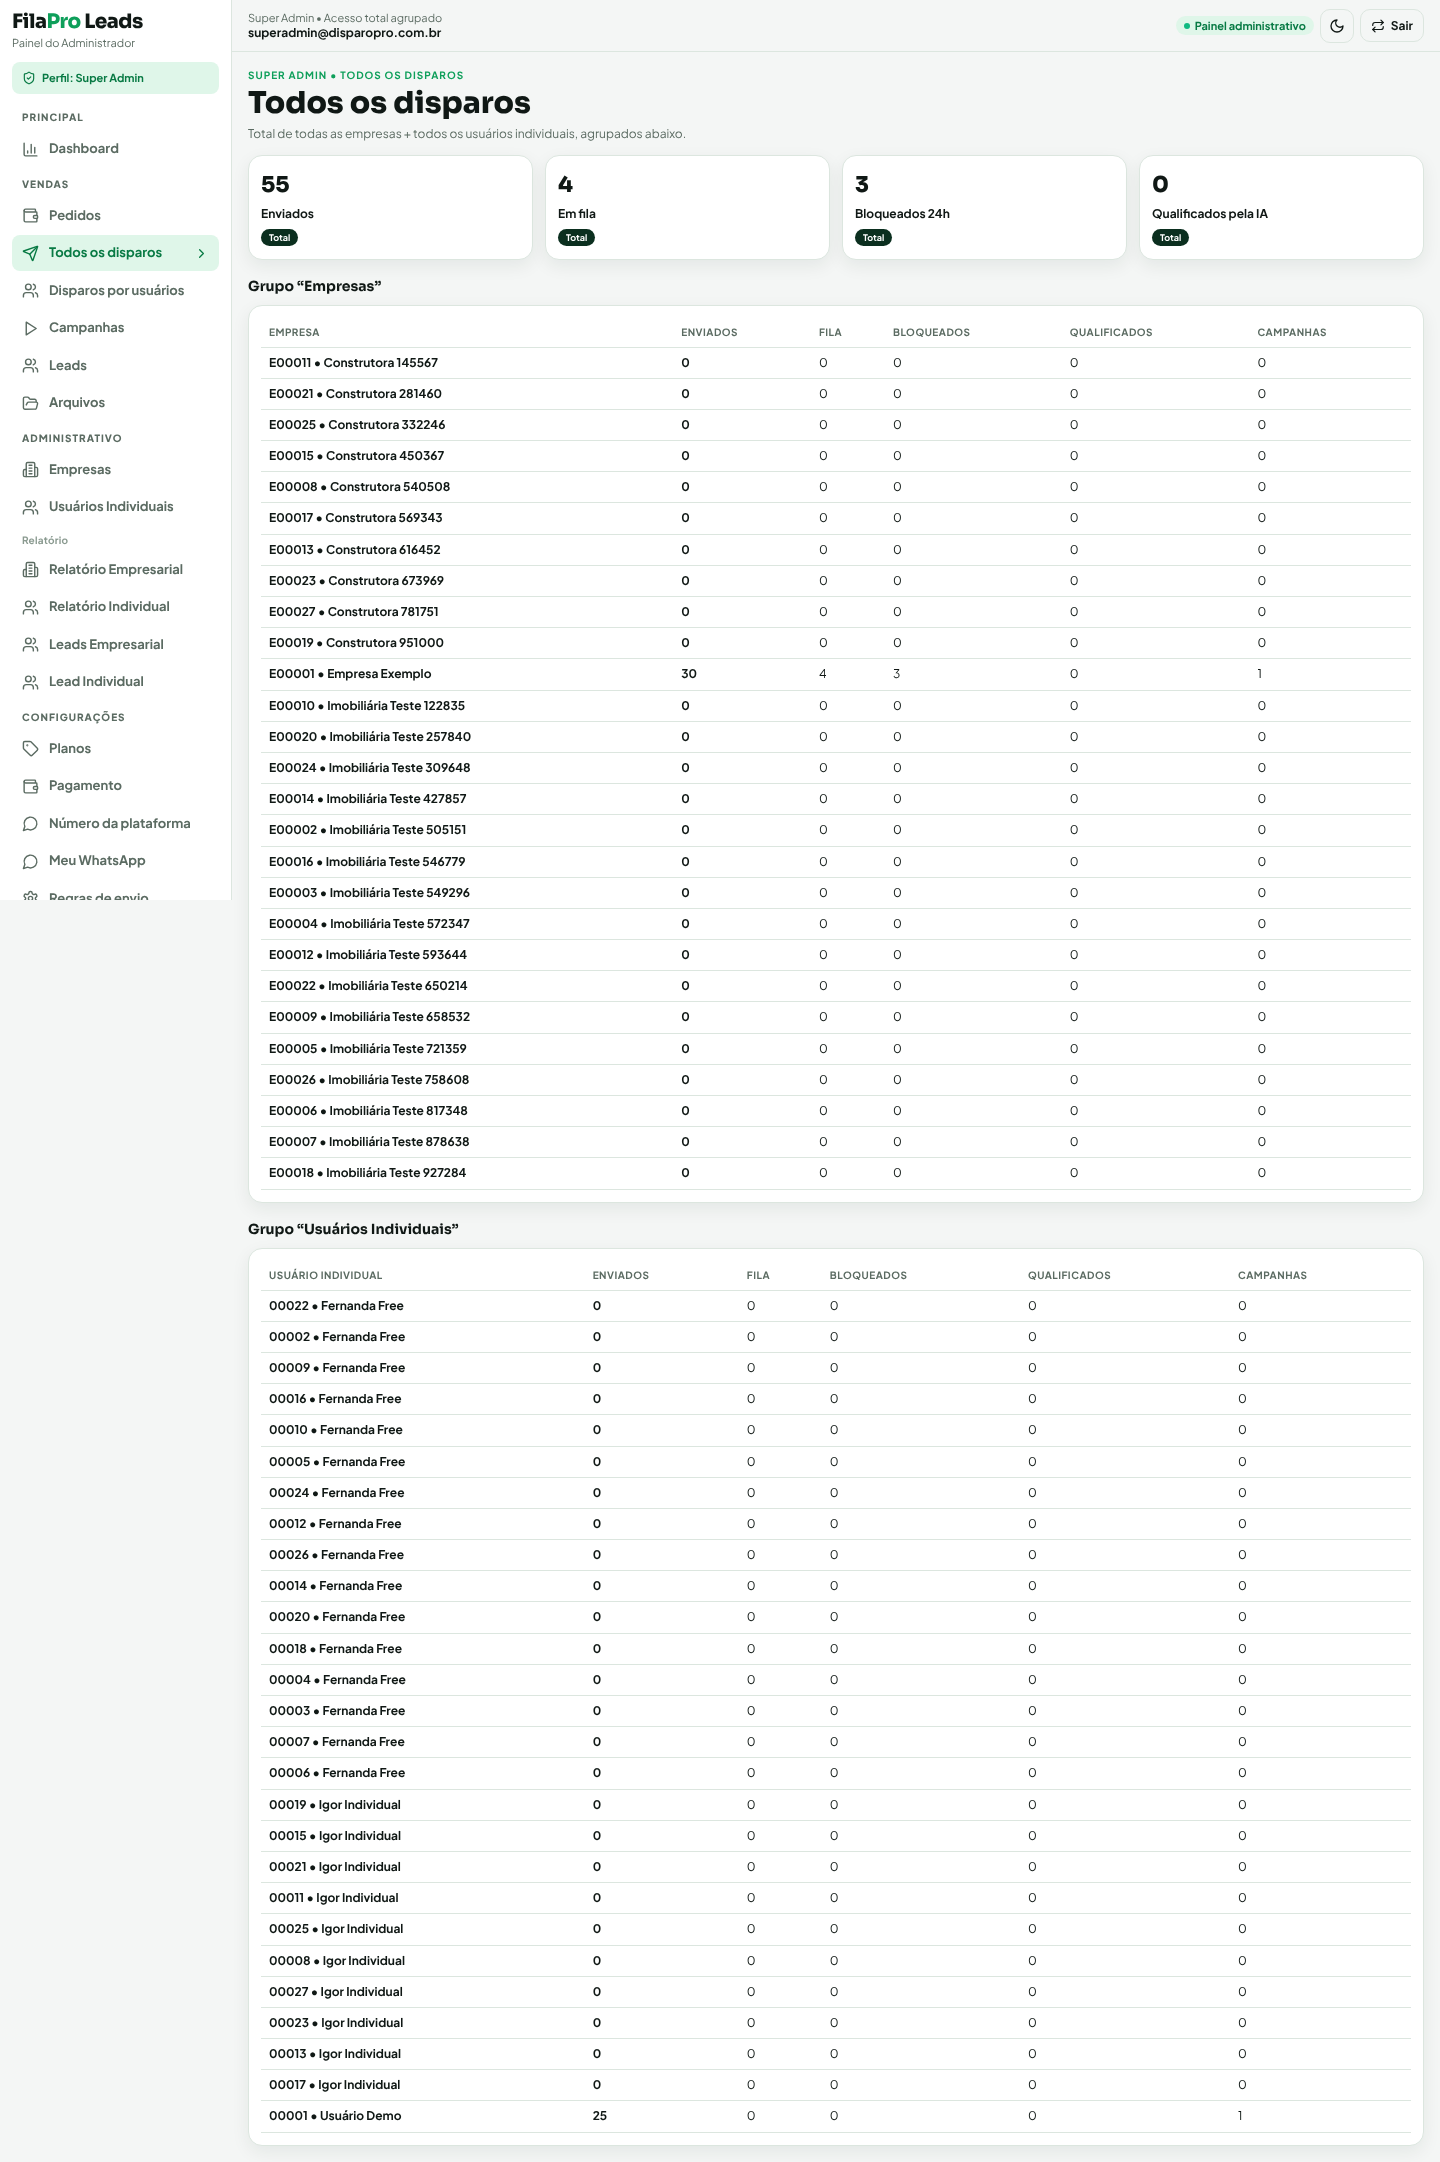 FilaPro Leads
Painel do Administrador
Perfil: Super Admin
PRINCIPAL
Dashboard
VENDAS
Pedidos
Todos os disparos
Disparos por usuários
Campanhas
Leads
Arquivos
ADMINISTRATIVO
Empresas
Usuários Individuais
Relatório
Relatório Empresarial
Relatório Individual
Leads Empresarial
Lead Individual
CONFIGURAÇÕES
Planos
Pagamento
Número da plataforma
Meu WhatsApp
Regras de envio
Super Admin • Acesso total agrupado
superadmin@disparopro.com.br
Painel administrativo
Sair
SUPER ADMIN • TODOS OS DISPAROS
Todos os disparos
Total de todas as empresas + todos os usuários individuais, agrupados abaixo.
55
Enviados
Total
4
Em fila
Total
3
Bloqueados 24h
Total
0
Qualificados pela IA
Total
Grupo “Empresas”
EMPRESA ENVIADOS FILA BLOQUEADOS QUALIFICADOS CAMPANHAS
E00011 • Construtora 145567 0 0 0 0 0
E00021 • Construtora 281460 0 0 0 0 0
E00025 • Construtora 332246 0 0 0 0 0
E00015 • Construtora 450367 0 0 0 0 0
E00008 • Construtora 540508 0 0 0 0 0
E00017 • Construtora 569343 0 0 0 0 0
E00013 • Construtora 616452 0 0 0 0 0
E00023 • Construtora 673969 0 0 0 0 0
E00027 • Construtora 781751 0 0 0 0 0
E00019 • Construtora 951000 0 0 0 0 0
E00001 • Empresa Exemplo 30 4 3 0 1
E00010 • Imobiliária Teste 122835 0 0 0 0 0
E00020 • Imobiliária Teste 257840 0 0 0 0 0
E00024 • Imobiliária Teste 309648 0 0 0 0 0
E00014 • Imobiliária Teste 427857 0 0 0 0 0
E00002 • Imobiliária Teste 505151 0 0 0 0 0
E00016 • Imobiliária Teste 546779 0 0 0 0 0
E00003 • Imobiliária Teste 549296 0 0 0 0 0
E00004 • Imobiliária Teste 572347 0 0 0 0 0
E00012 • Imobiliária Teste 593644 0 0 0 0 0
E00022 • Imobiliária Teste 650214 0 0 0 0 0
E00009 • Imobiliária Teste 658532 0 0 0 0 0
E00005 • Imobiliária Teste 721359 0 0 0 0 0
E00026 • Imobiliária Teste 758608 0 0 0 0 0
E00006 • Imobiliária Teste 817348 0 0 0 0 0
E00007 • Imobiliária Teste 878638 0 0 0 0 0
E00018 • Imobiliária Teste 927284 0 0 0 0 0
Grupo “Usuários Individuais”
USUÁRIO INDIVIDUAL ENVIADOS FILA BLOQUEADOS QUALIFICADOS CAMPANHAS
00022 • Fernanda Free 0 0 0 0 0
00002 • Fernanda Free 0 0 0 0 0
00009 • Fernanda Free 0 0 0 0 0
00016 • Fernanda Free 0 0 0 0 0
00010 • Fernanda Free 0 0 0 0 0
00005 • Fernanda Free 0 0 0 0 0
00024 • Fernanda Free 0 0 0 0 0
00012 • Fernanda Free 0 0 0 0 0
00026 • Fernanda Free 0 0 0 0 0
00014 • Fernanda Free 0 0 0 0 0
00020 • Fernanda Free 0 0 0 0 0
00018 • Fernanda Free 0 0 0 0 0
00004 • Fernanda Free 0 0 0 0 0
00003 • Fernanda Free 0 0 0 0 0
00007 • Fernanda Free 0 0 0 0 0
00006 • Fernanda Free 0 0 0 0 0
00019 • Igor Individual 0 0 0 0 0
00015 • Igor Individual 0 0 0 0 0
00021 • Igor Individual 0 0 0 0 0
00011 • Igor Individual 0 0 0 0 0
00025 • Igor Individual 0 0 0 0 0
00008 • Igor Individual 0 0 0 0 0
00027 • Igor Individual 0 0 0 0 0
00023 • Igor Individual 0 0 0 0 0
00013 • Igor Individual 0 0 0 0 0
00017 • Igor Individual 0 0 0 0 0
00001 • Usuário Demo 25 0 0 0 1